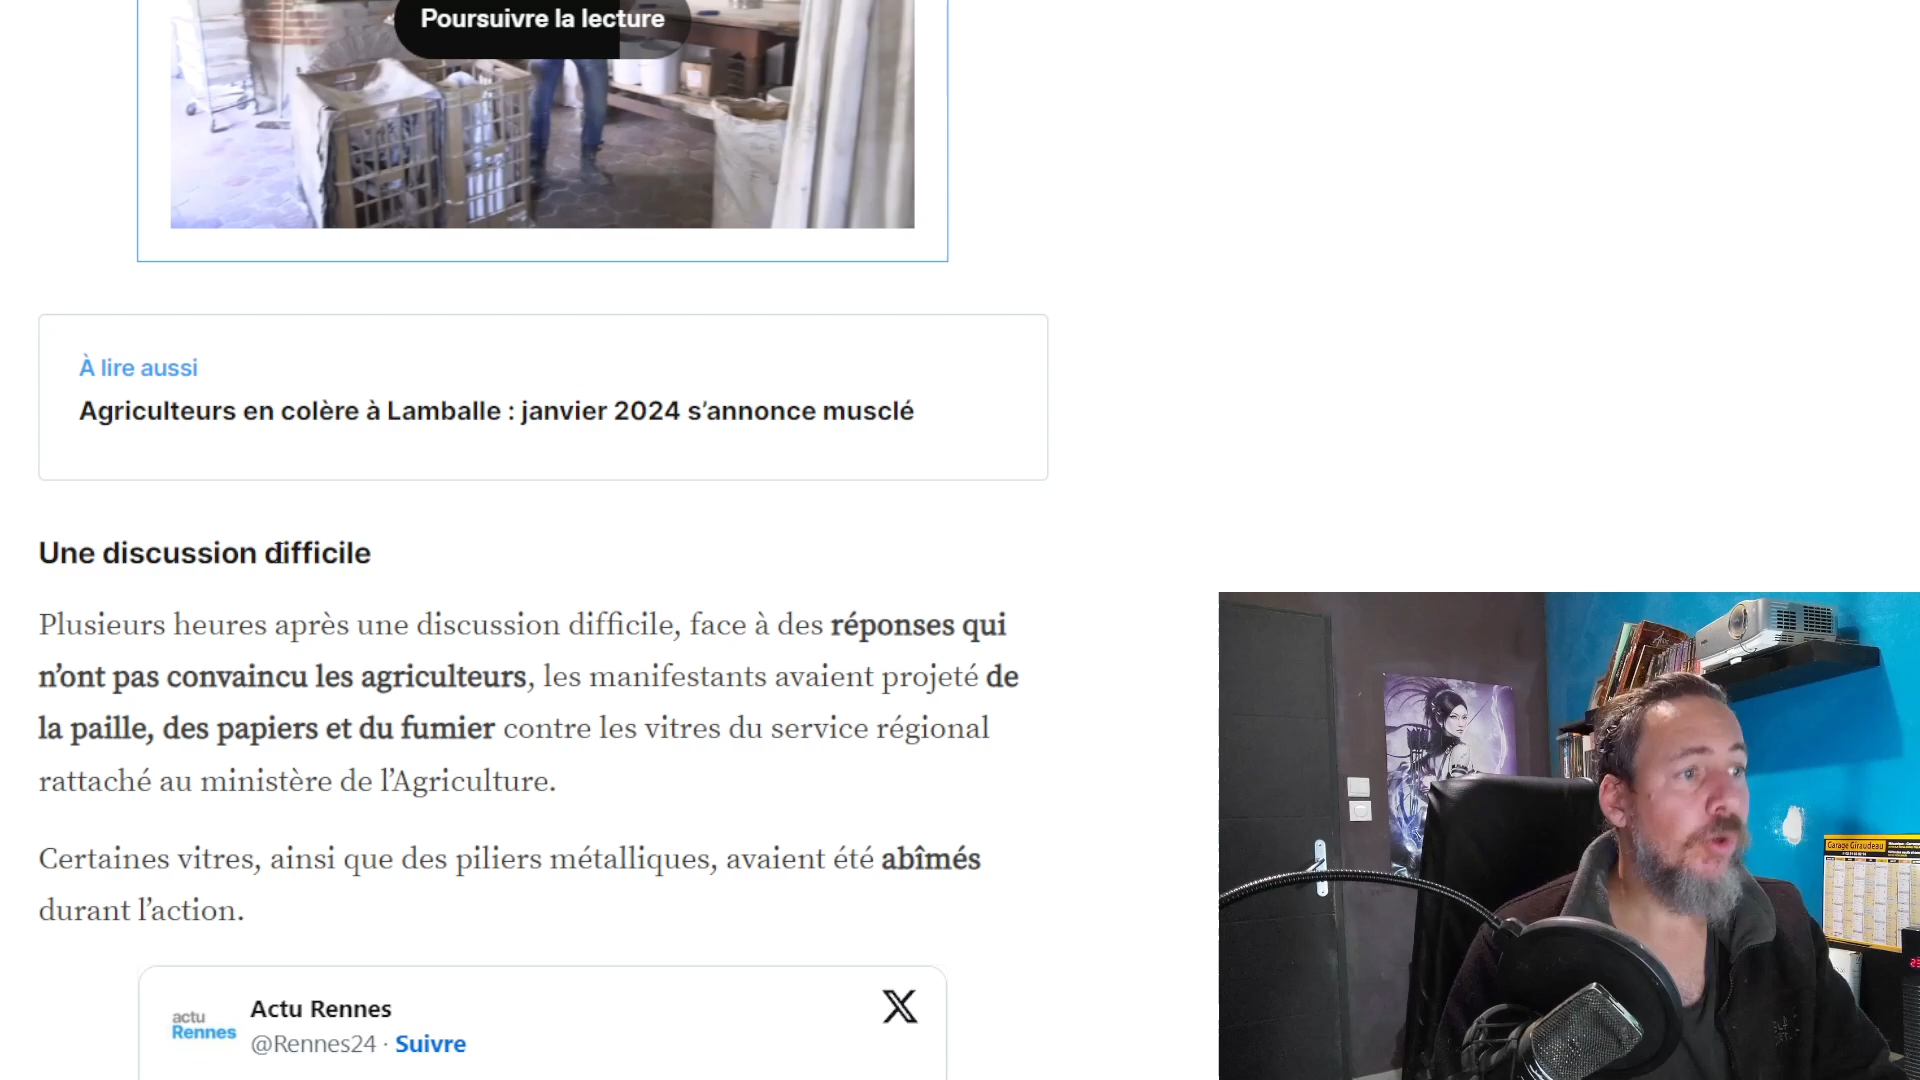 Poursuivre la lecture
À lire aussi
Agriculteurs en colère à Lamballe : janvier 2024 s’annonce musclé
Une discussion difficile
Plusieurs heures après une discussion difficile, face à des réponses qui
n’ont pas convaincu les agriculteurs, les manifestants avaient projeté de
la paille, des papiers et du fumier contre les vitres du service régional
rattaché au ministère de l’Agriculture.
Certaines vitres, ainsi que des piliers métalliques, avaient été abîmés
durant l’action.
actu
Rennes
Actu Rennes
@Rennes24 · Suivre
Garage Giraudeau